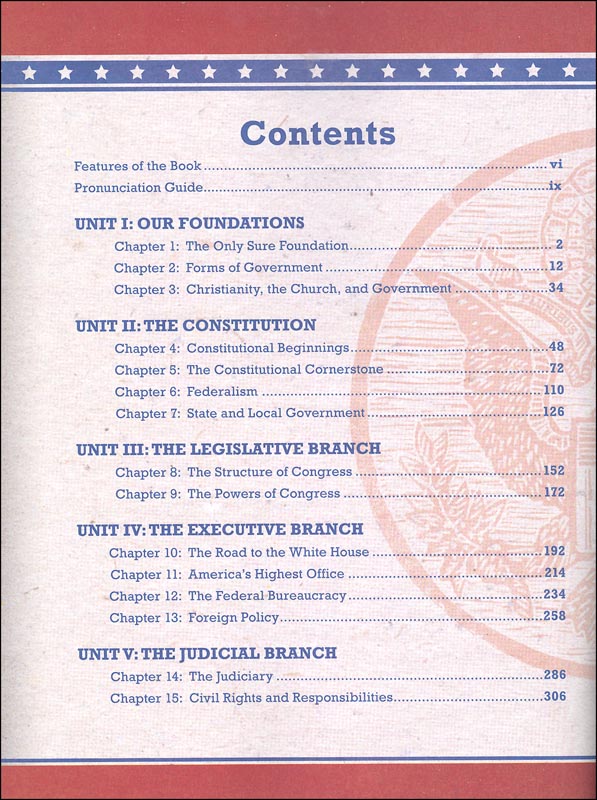 Contents
Features of the Book ........ vi
Pronunciation Guide ........ ix
UNIT I: OUR FOUNDATIONS
Chapter 1: The Only Sure Foundation ........ 2
Chapter 2: Forms of Government ........ 12
Chapter 3: Christianity, the Church, and Government ........ 34
UNIT II: THE CONSTITUTION
Chapter 4: Constitutional Beginnings ........ 48
Chapter 5: The Constitutional Cornerstone ........ 72
Chapter 6: Federalism ........ 110
Chapter 7: State and Local Government ........ 126
UNIT III: THE LEGISLATIVE BRANCH
Chapter 8: The Structure of Congress ........ 152
Chapter 9: The Powers of Congress ........ 172
UNIT IV: THE EXECUTIVE BRANCH
Chapter 10: The Road to the White House ........ 192
Chapter 11: America's Highest Office ........ 214
Chapter 12: The Federal Bureaucracy ........ 234
Chapter 13: Foreign Policy ........ 258
UNIT V: THE JUDICIAL BRANCH
Chapter 14: The Judiciary ........ 286
Chapter 15: Civil Rights and Responsibilities ........ 306